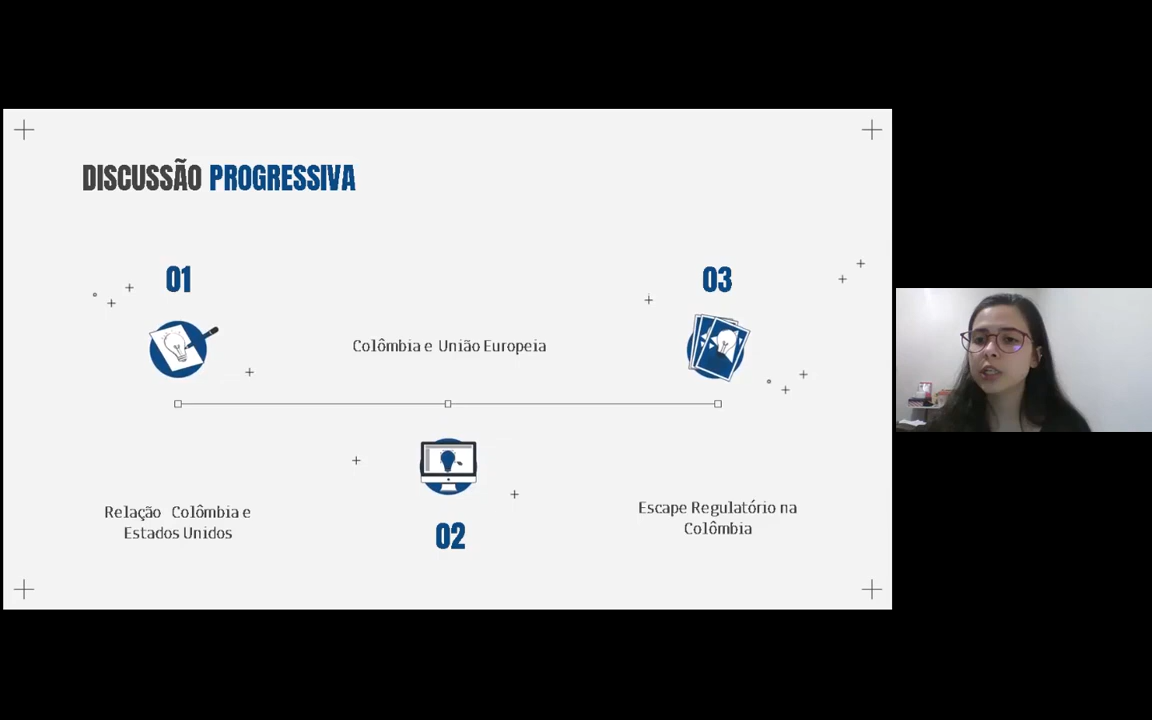 DISCUSSÃO PROGRESSIVA
01
03
Colômbia e União Europeia
Relação Colômbia e
Estados Unidos
02
Escape Regulatório na
Colômbia